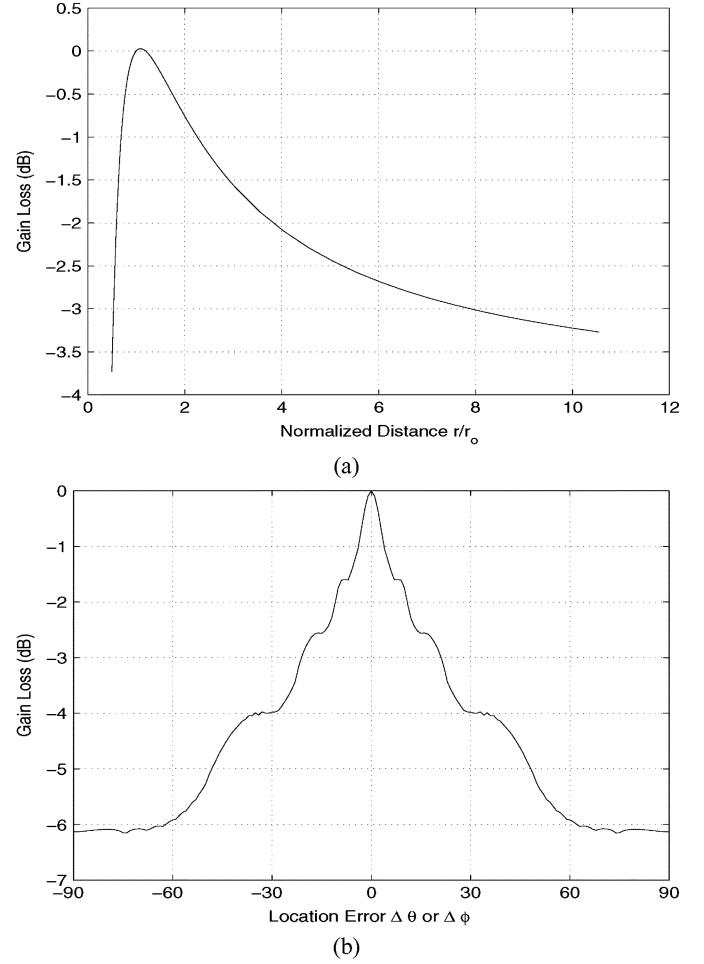 0.5
0
−0.5
−1
−1.5
−2
−2.5
−3
−3.5
−4
Gain Loss (dB)
0 2 4 6 8 10 12
Normalized Distance r/r_o
(a)
0
−1
−2
−3
−4
−5
−6
−7
Gain Loss (dB)
−90 −60 −30 0 30 60 90
Location Error Δ θ or Δ ϕ
(b)